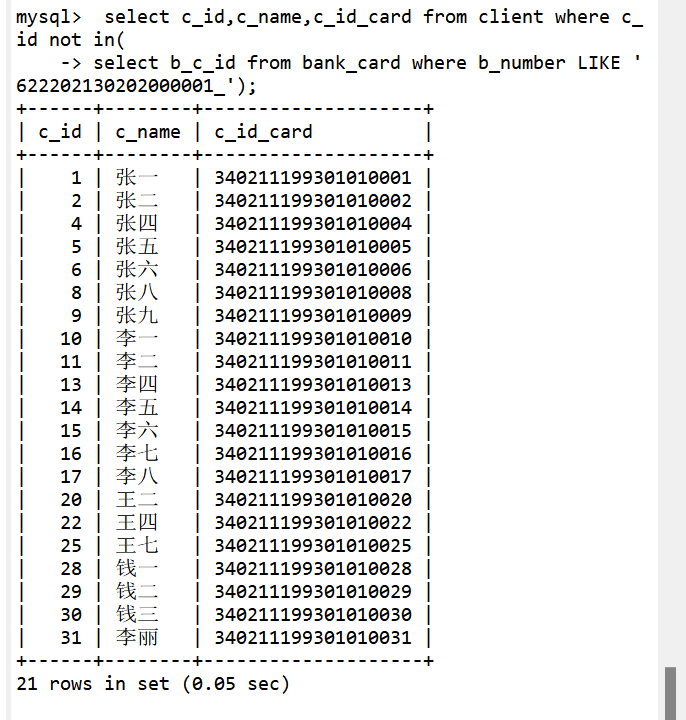 mysql>  select c_id,c_name,c_id_card from client where c_
id not in(
    -> select b_c_id from bank_card where b_number LIKE '
622202130202000001_');
+------+--------+--------------------+
| c_id | c_name | c_id_card          |
+------+--------+--------------------+
|    1 | 张一   | 340211199301010001 |
|    2 | 张二   | 340211199301010002 |
|    4 | 张四   | 340211199301010004 |
|    5 | 张五   | 340211199301010005 |
|    6 | 张六   | 340211199301010006 |
|    8 | 张八   | 340211199301010008 |
|    9 | 张九   | 340211199301010009 |
|   10 | 李一   | 340211199301010010 |
|   11 | 李二   | 340211199301010011 |
|   13 | 李四   | 340211199301010013 |
|   14 | 李五   | 340211199301010014 |
|   15 | 李六   | 340211199301010015 |
|   16 | 李七   | 340211199301010016 |
|   17 | 李八   | 340211199301010017 |
|   20 | 王二   | 340211199301010020 |
|   22 | 王四   | 340211199301010022 |
|   25 | 王七   | 340211199301010025 |
|   28 | 钱一   | 340211199301010028 |
|   29 | 钱二   | 340211199301010029 |
|   30 | 钱三   | 340211199301010030 |
|   31 | 李丽   | 340211199301010031 |
+------+--------+--------------------+
21 rows in set (0.05 sec)